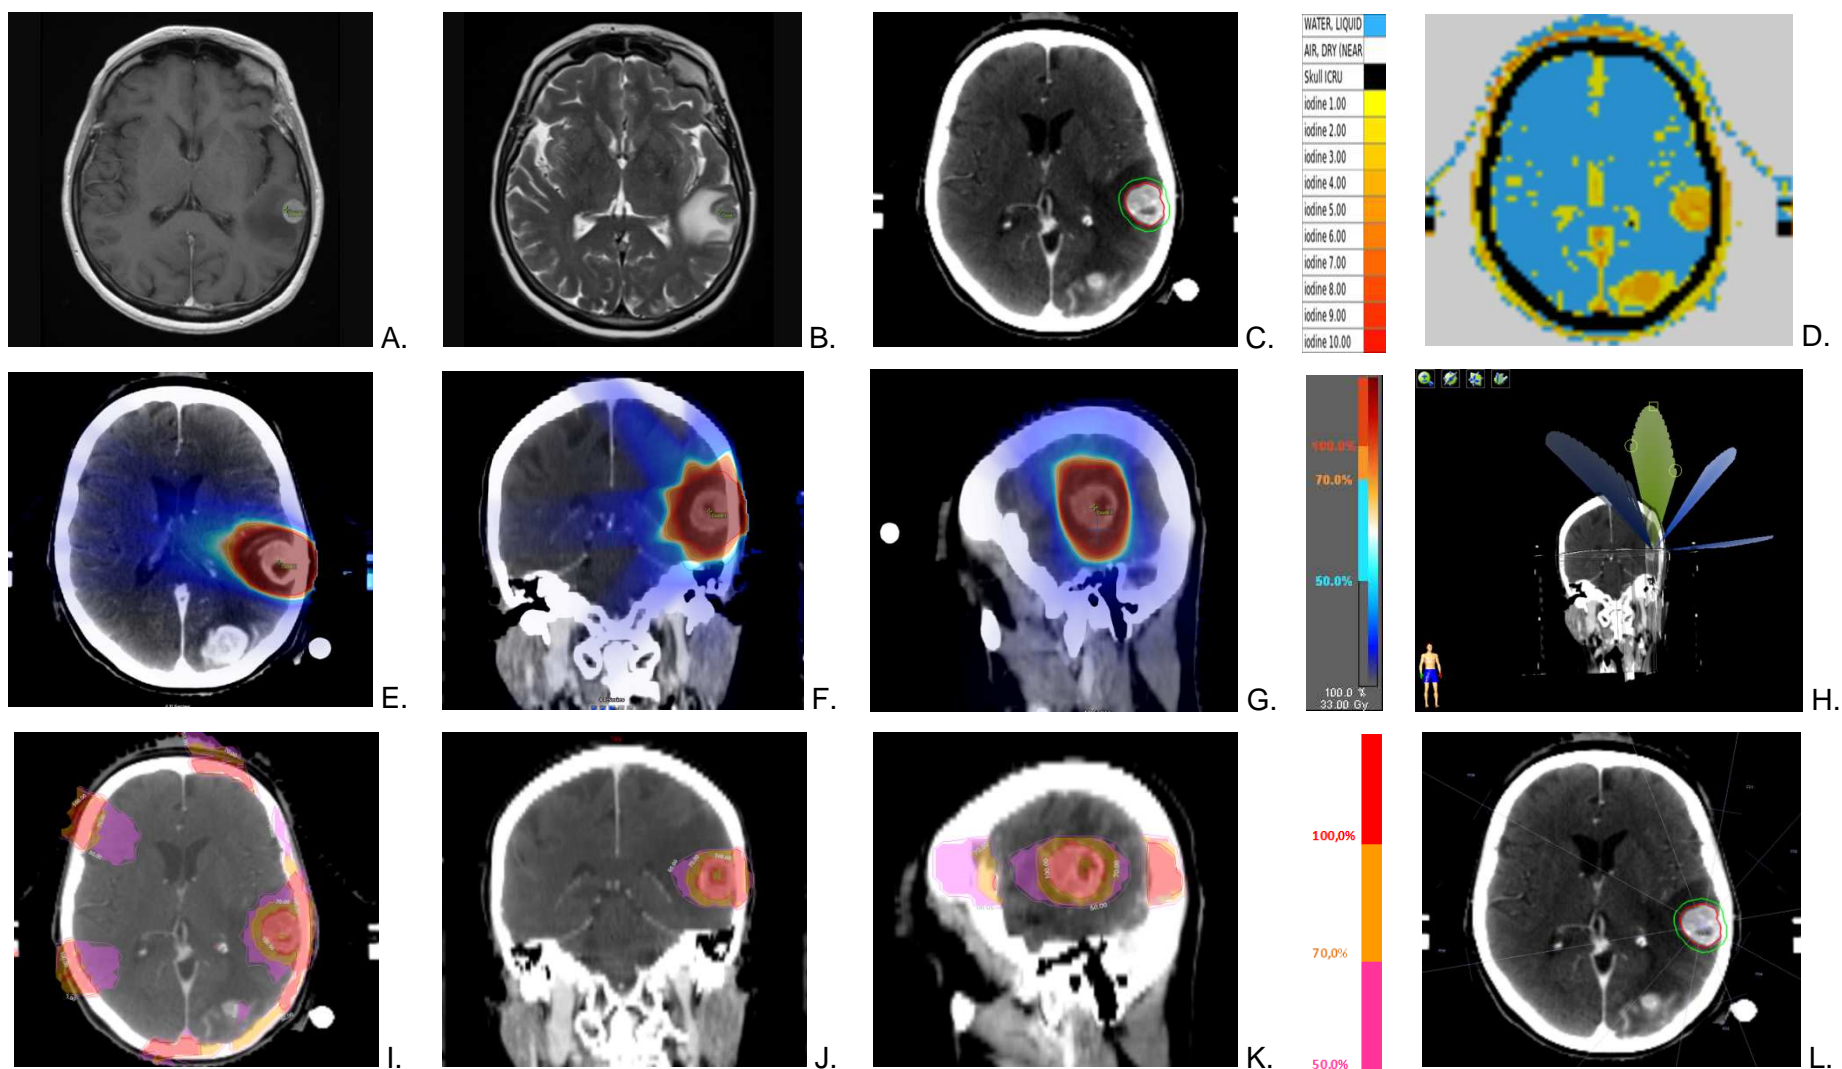 A.
B.
C.
WATER, LIQUID
AIR, DRY (NEAR
Skull ICRU
iodine 1.00
iodine 2.00
iodine 3.00
iodine 4.00
iodine 5.00
iodine 6.00
iodine 7.00
iodine 8.00
iodine 9.00
iodine 10.00
D.
E.
F.
G.
100.0%
70.0%
50.0%
100.0 %
33.00 Gy
H.
I.
J.
K.
100,0%
70,0%
50.0%
L.